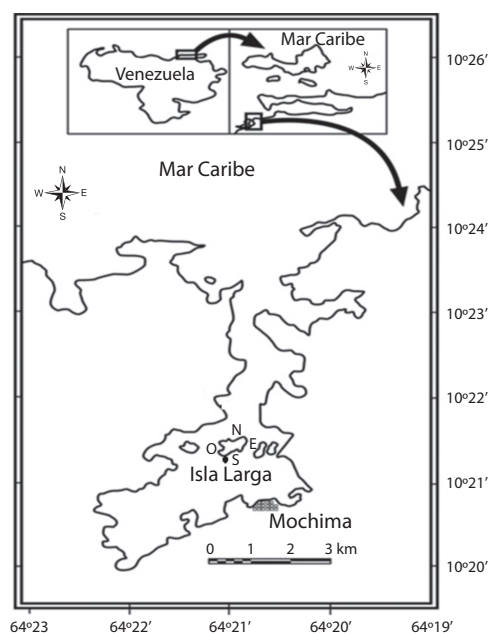 Mar Caribe
N
S
Venezuela
10º26’
10º25’
Mar Caribe
N
W E
S
10º24’
10º23’
10º22’
N
O E
S
Isla Larga
10º21’
Mochima
0 1 2 3 km
10º20’
64º23 64º22’ 64º21’ 64º20’ 64º19’